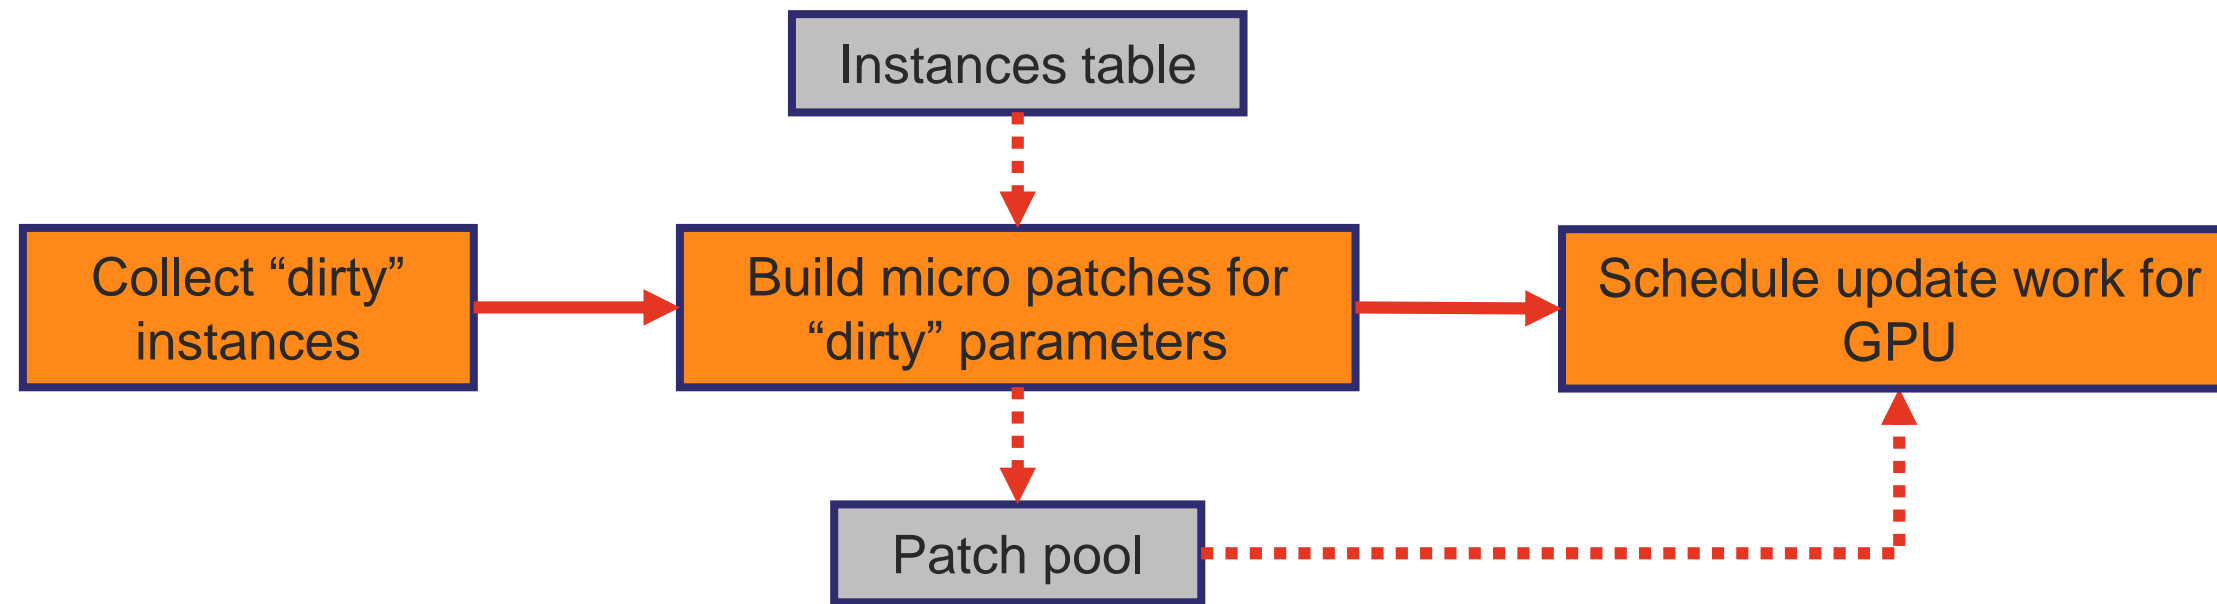 Instances table
Collect “dirty”
instances
Build micro patches for
“dirty” parameters
Schedule update work for
GPU
Patch pool